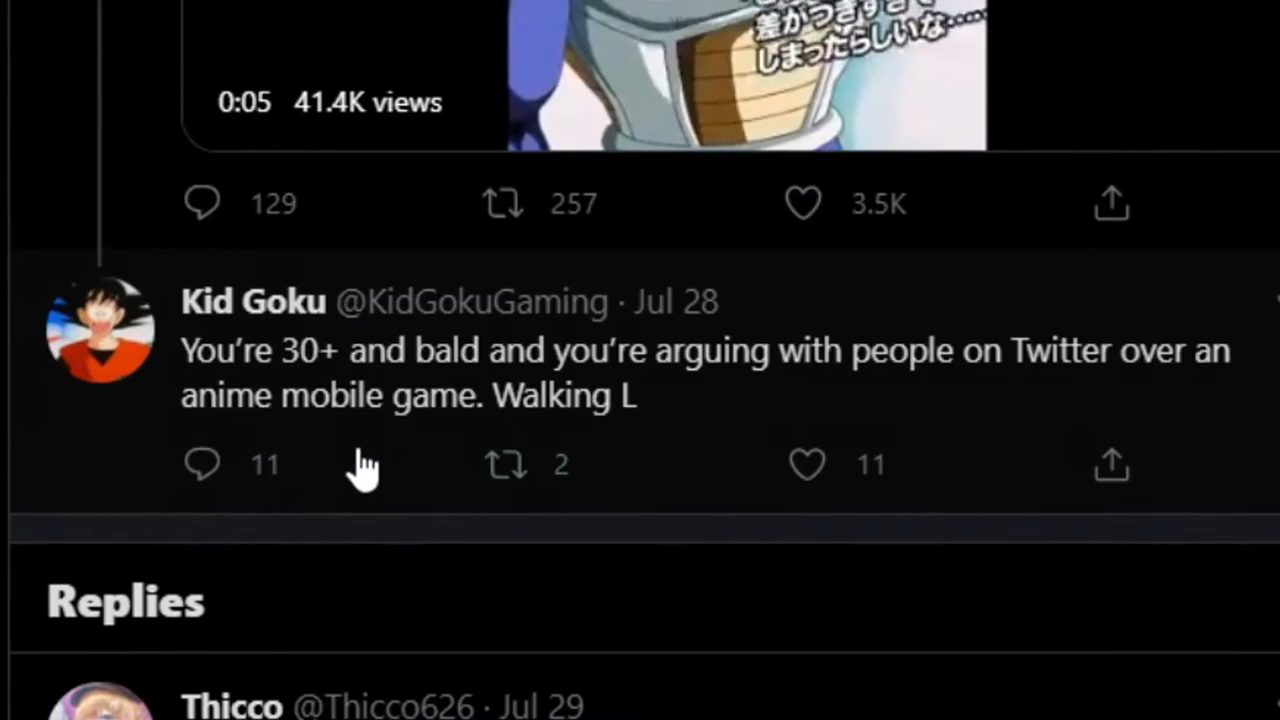 差がつきすぎて
しまったらしいな……
0:05 41.4K views
129 257 3.5K
Kid Goku @KidGokuGaming · Jul 28
You’re 30+ and bald and you’re arguing with people on Twitter over an
anime mobile game. Walking L
11 2 11
Replies
Thicco @Thicco626 · Jul 29